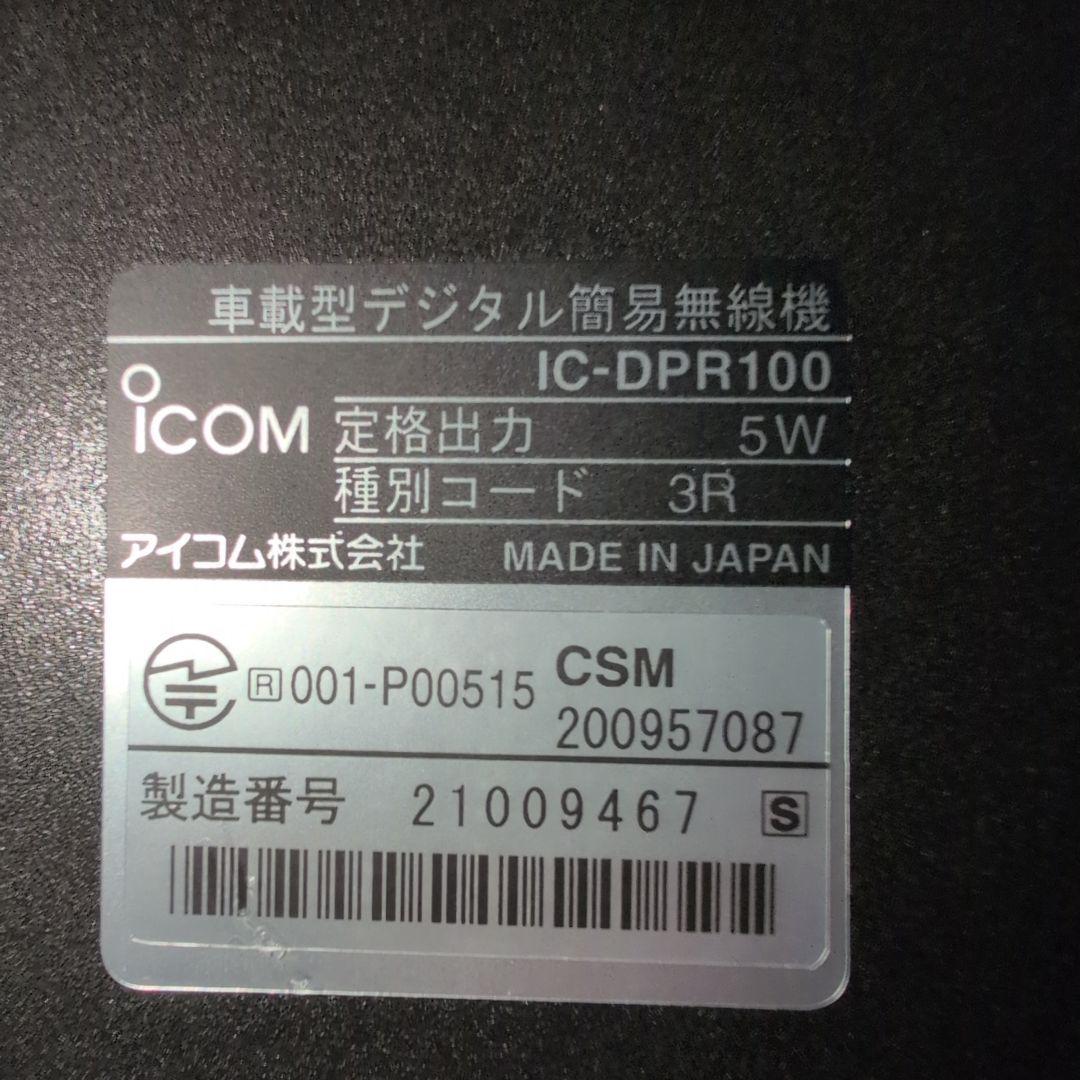 車載型デジタル簡易無線機
IC-DPR100
ICOM
定格出力 5W
種別コード 3R
アイコム株式会社 MADE IN JAPAN
R 001-P00515 CSM
200957087
製造番号 21009467 S